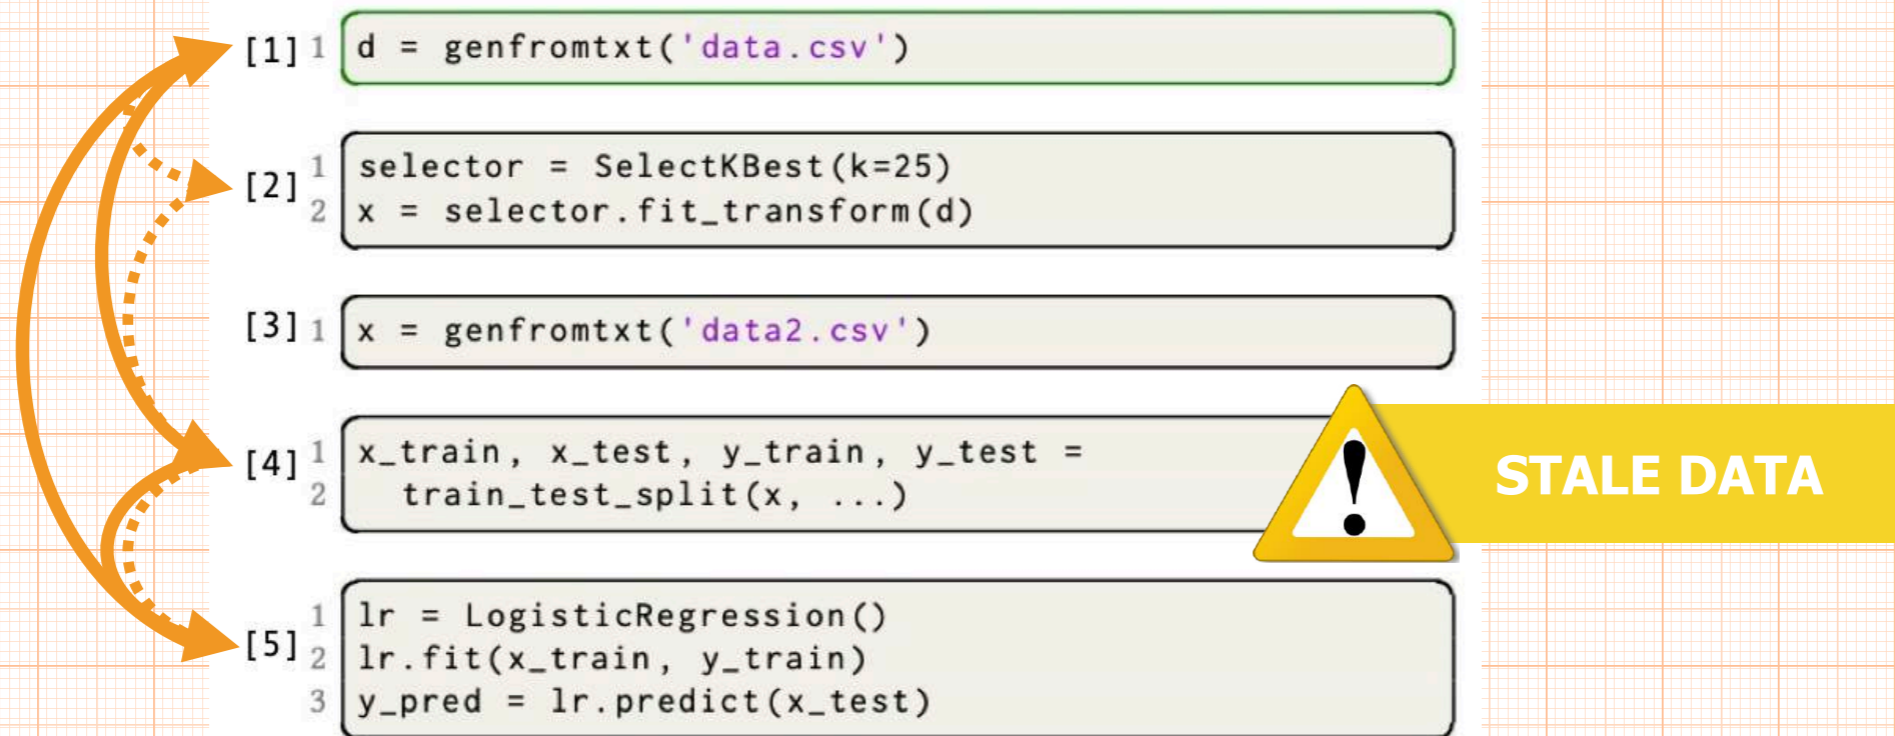 [1] 1 d = genfromtxt('data.csv')
[2] 1 selector = SelectKBest(k=25)
2 x = selector.fit_transform(d)
[3] 1 x = genfromtxt('data2.csv')
[4] 1 x_train, x_test, y_train, y_test =
2 train_test_split(x, ...)
STALE DATA
[5] 1 lr = LogisticRegression()
2 lr.fit(x_train, y_train)
3 y_pred = lr.predict(x_test)